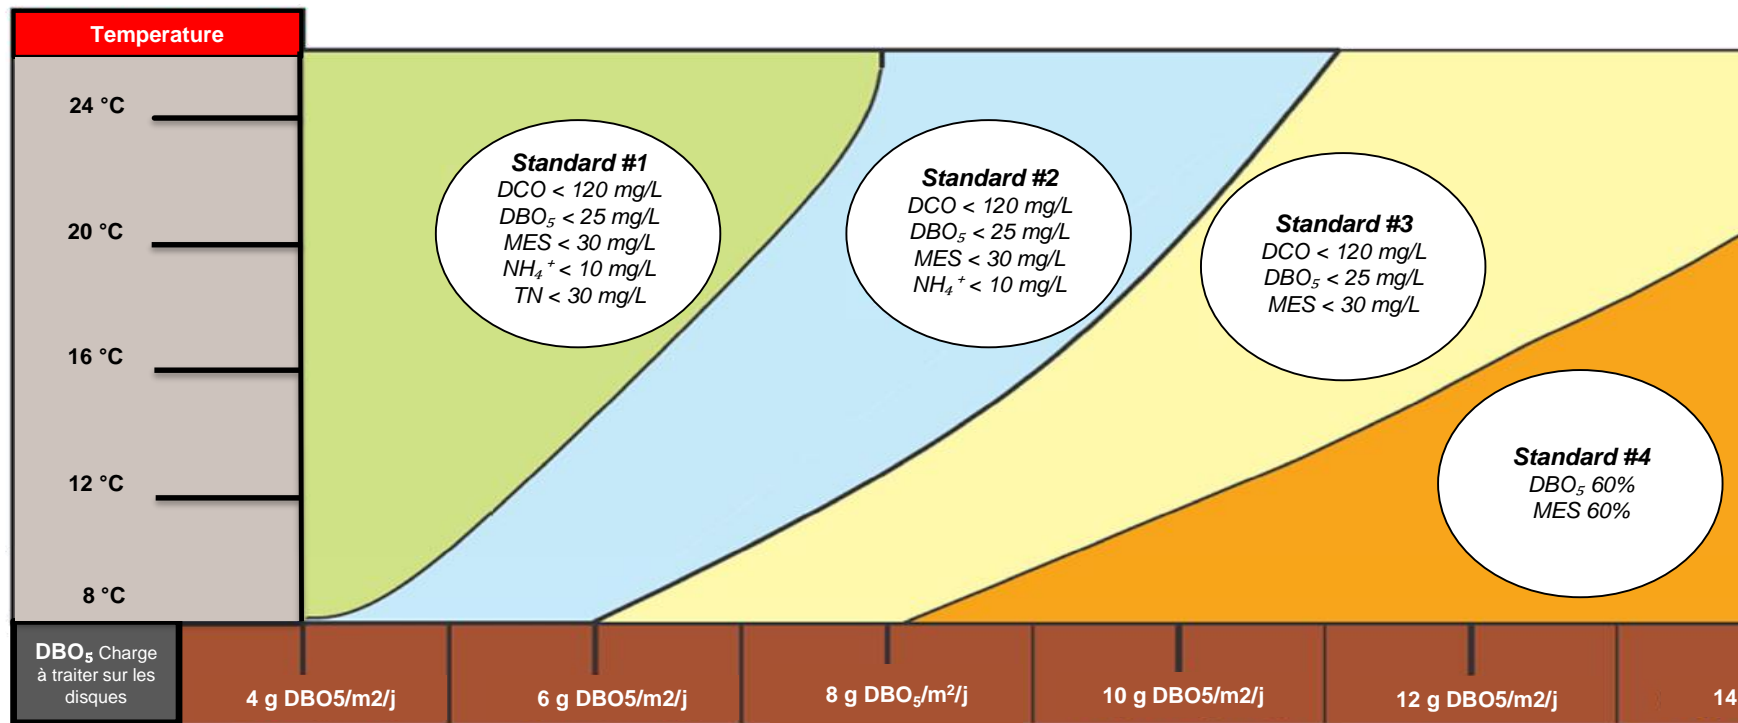 Temperature
24 °C
20 °C
16 °C
12 °C
8 °C
Standard #1
DCO < 120 mg/L
DBO₅ < 25 mg/L
MES < 30 mg/L
NH₄⁺ < 10 mg/L
TN < 30 mg/L
Standard #2
DCO < 120 mg/L
DBO₅ < 25 mg/L
MES < 30 mg/L
NH₄⁺ < 10 mg/L
Standard #3
DCO < 120 mg/L
DBO₅ < 25 mg/L
MES < 30 mg/L
Standard #4
DBO₅ 60%
MES 60%
DBO₅ Charge
à traiter sur les
disques
4 g DBO5/m2/j
6 g DBO5/m2/j
8 g DBO₅/m²/j
10 g DBO5/m2/j
12 g DBO5/m2/j
14